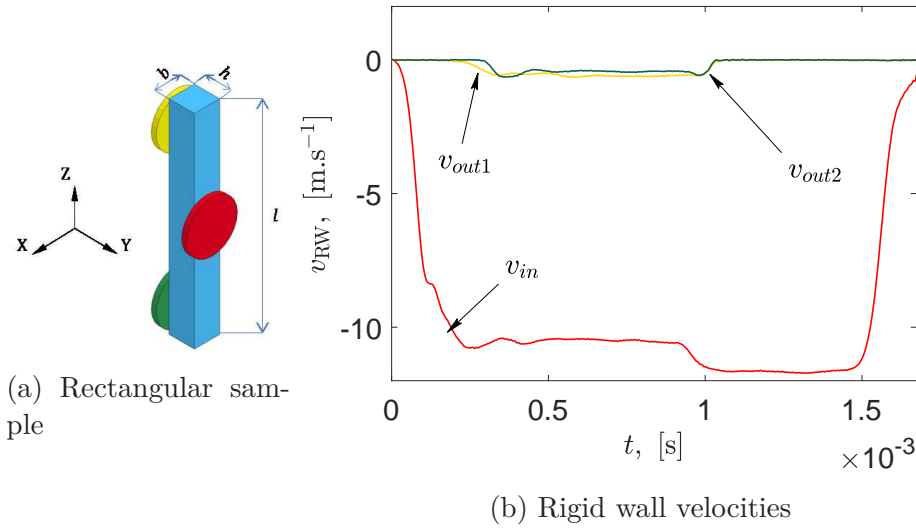 b
h
Z
X
Y
l
(a) Rectangular sam-
ple
0
-5
-10
v_RW, [m.s⁻¹]
v_out1
v_out2
v_in
0
0.5
1
1.5
×10⁻³
t, [s]
(b) Rigid wall velocities